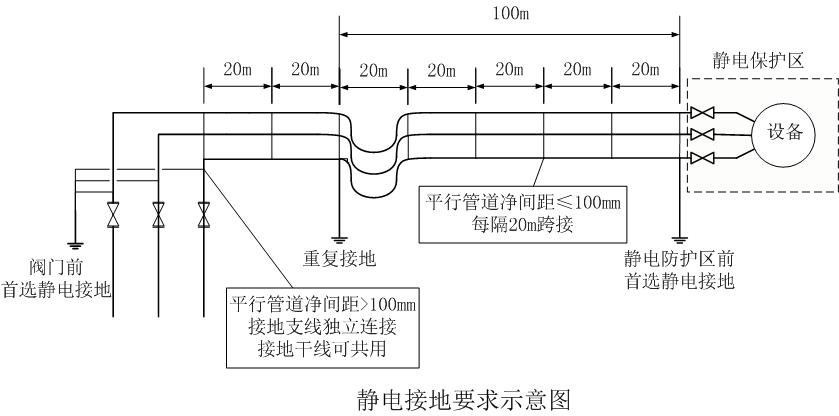 100m
静电保护区
20m
20m
20m
20m
20m
20m
20m
设备
平行管道净间距≤100mm
每隔20m跨接
阀门前
首选静电接地
重复接地
静电防护区前
首选静电接地
平行管道净间距>100mm
接地支线独立连接
接地干线可共用
静电接地要求示意图